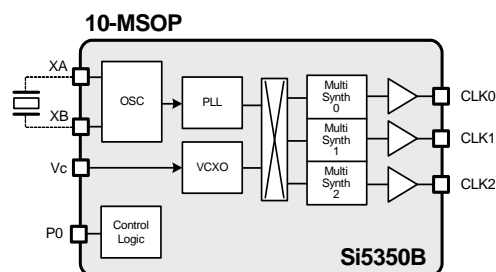 10-MSOP
XA
XB
Vc
P0
OSC
PLL
VCXO
Control
Logic
Multi
Synth
0
Multi
Synth
1
Multi
Synth
2
CLK0
CLK1
CLK2
Si5350B